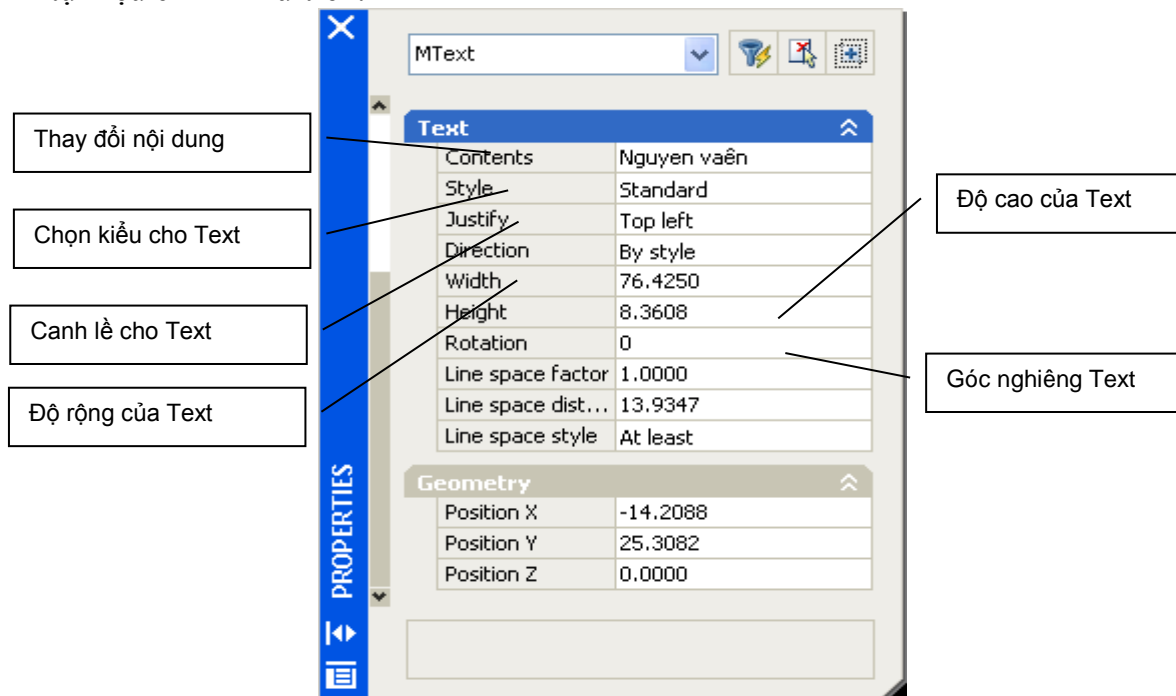 MText
Text
Contents Nguyen vaên
Style Standard
Justify Top left
Direction By style
Width 76.4250
Height 8.3608
Rotation 0
Line space factor 1.0000
Line space dist... 13.9347
Line space style At least
Geometry
Position X -14.2088
Position Y 25.3082
Position Z 0.0000
PROPERTIES
Thay đổi nội dung
Chọn kiểu cho Text
Canh lề cho Text
Độ rộng của Text
Độ cao của Text
Góc nghiêng Text